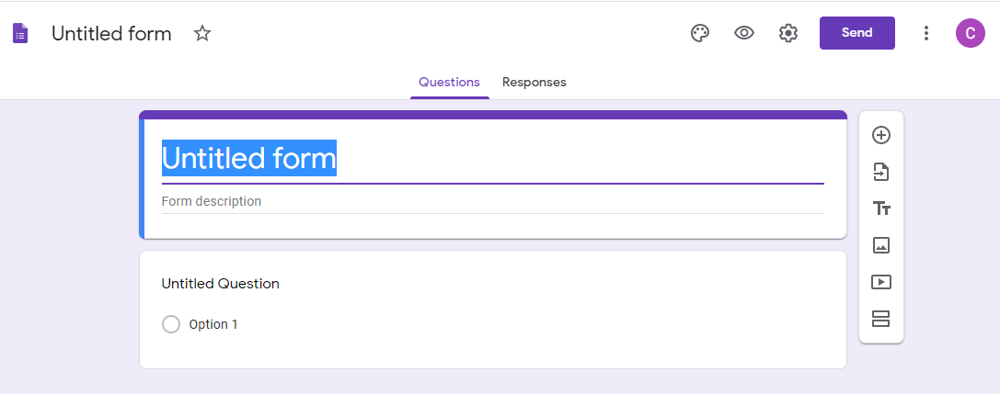 Untitled form
Send
C
Questions Responses
Untitled form
Form description
Untitled Question
Option 1